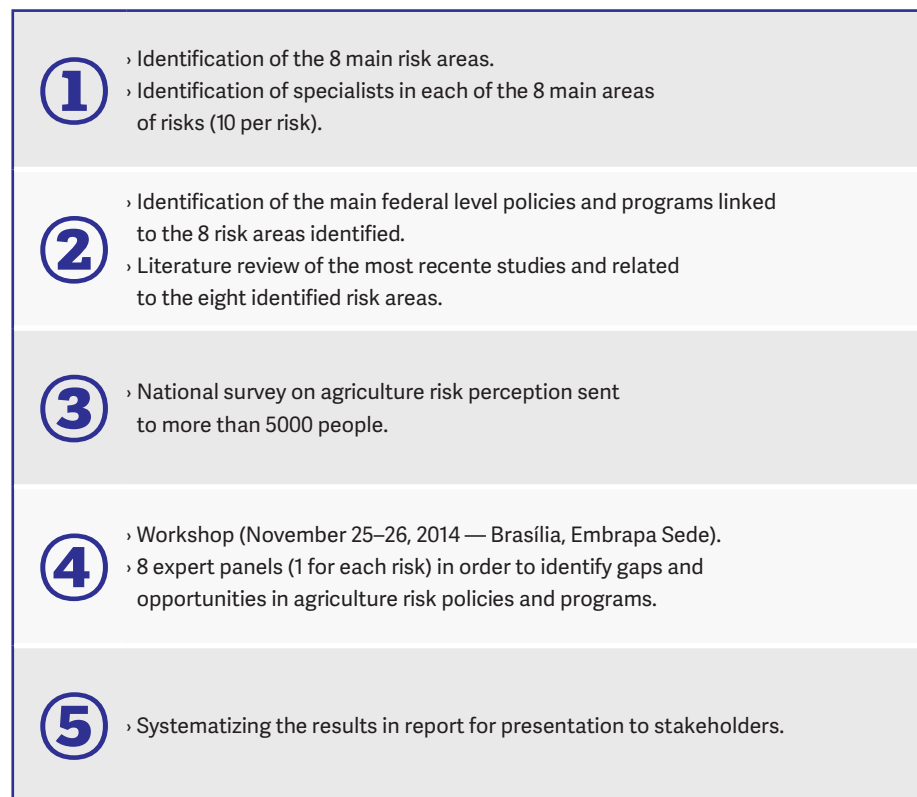 1
› Identification of the 8 main risk areas.
› Identification of specialists in each of the 8 main areas
of risks (10 per risk).
2
› Identification of the main federal level policies and programs linked
to the 8 risk areas identified.
› Literature review of the most recente studies and related
to the eight identified risk areas.
3
› National survey on agriculture risk perception sent
to more than 5000 people.
4
› Workshop (November 25–26, 2014 — Brasília, Embrapa Sede).
› 8 expert panels (1 for each risk) in order to identify gaps and
opportunities in agriculture risk policies and programs.
5
› Systematizing the results in report for presentation to stakeholders.